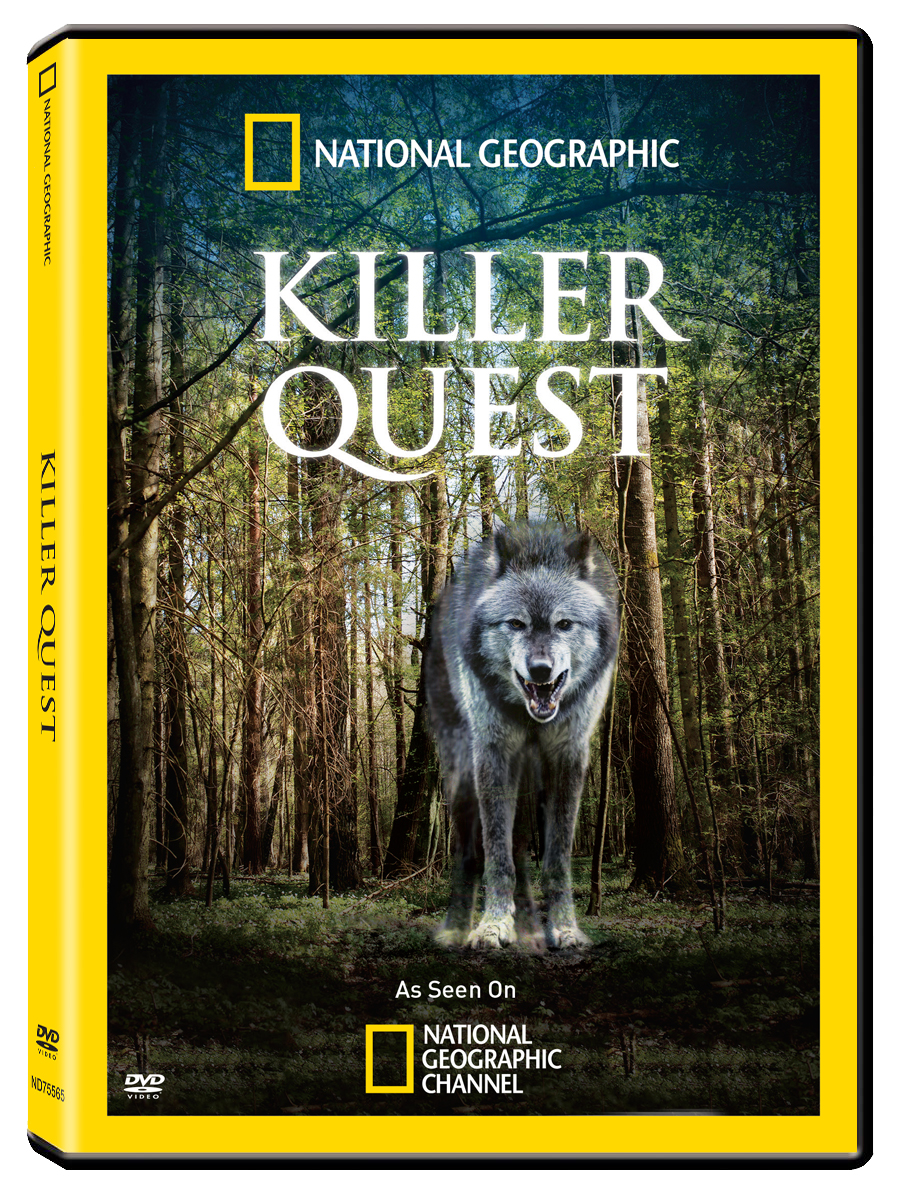 NATIONAL GEOGRAPHIC
KILLER QUEST
DVD
VIDEO
ND75565
NATIONAL GEOGRAPHIC
KILLER
QUEST
As Seen On
NATIONAL
GEOGRAPHIC
CHANNEL
DVD
VIDEO